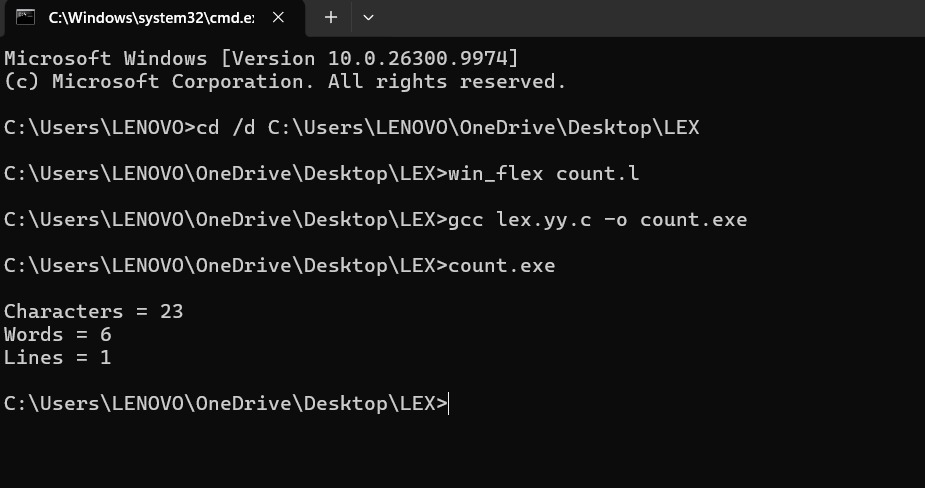 C:\Windows\system32\cmd.e
Microsoft Windows [Version 10.0.26300.9974]
(c) Microsoft Corporation. All rights reserved.
C:\Users\LENOVO>cd /d C:\Users\LENOVO\OneDrive\Desktop\LEX
C:\Users\LENOVO\OneDrive\Desktop\LEX>win_flex count.l
C:\Users\LENOVO\OneDrive\Desktop\LEX>gcc lex.yy.c -o count.exe
C:\Users\LENOVO\OneDrive\Desktop\LEX>count.exe
Characters = 23
Words = 6
Lines = 1
C:\Users\LENOVO\OneDrive\Desktop\LEX>